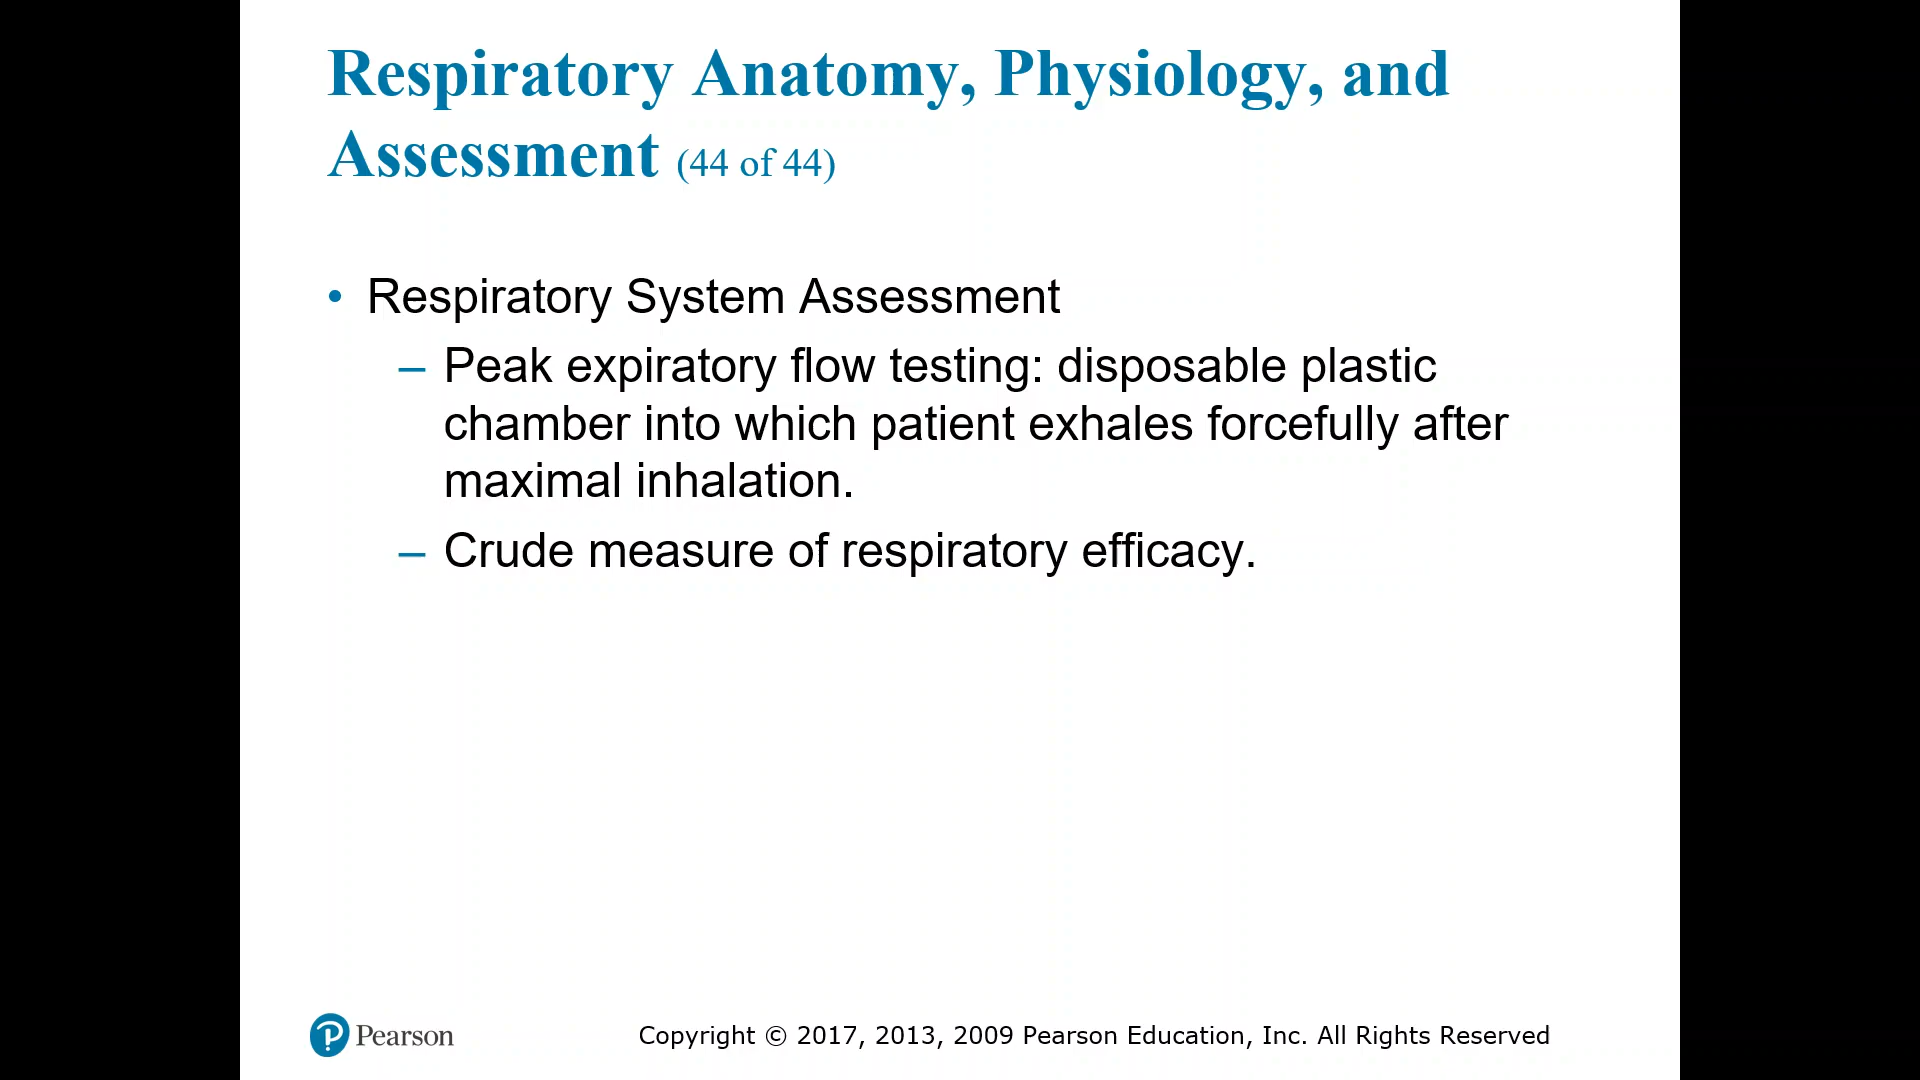 Respiratory Anatomy, Physiology, and
Assessment (44 of 44)
• Respiratory System Assessment
– Peak expiratory flow testing: disposable plastic
chamber into which patient exhales forcefully after
maximal inhalation.
– Crude measure of respiratory efficacy.
Pearson
Copyright © 2017, 2013, 2009 Pearson Education, Inc. All Rights Reserved